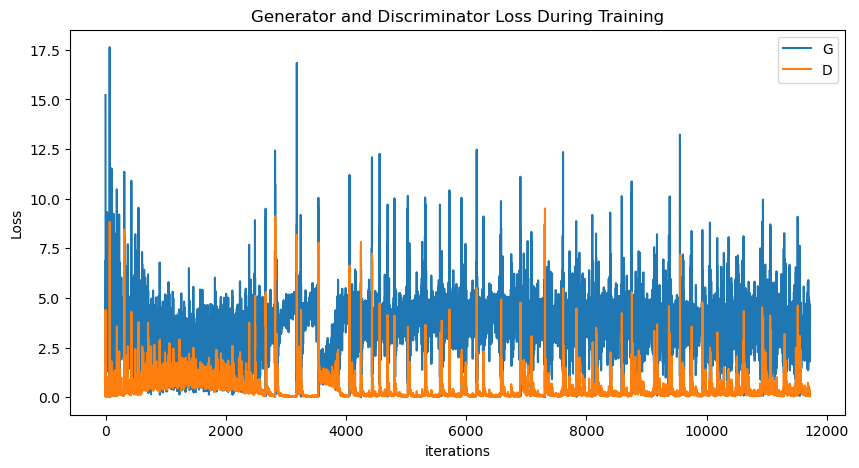 Generator and Discriminator Loss During Training
G
D
17.5
15.0
12.5
10.0
7.5
5.0
2.5
0.0
Loss
0 2000 4000 6000 8000 10000 12000
iterations